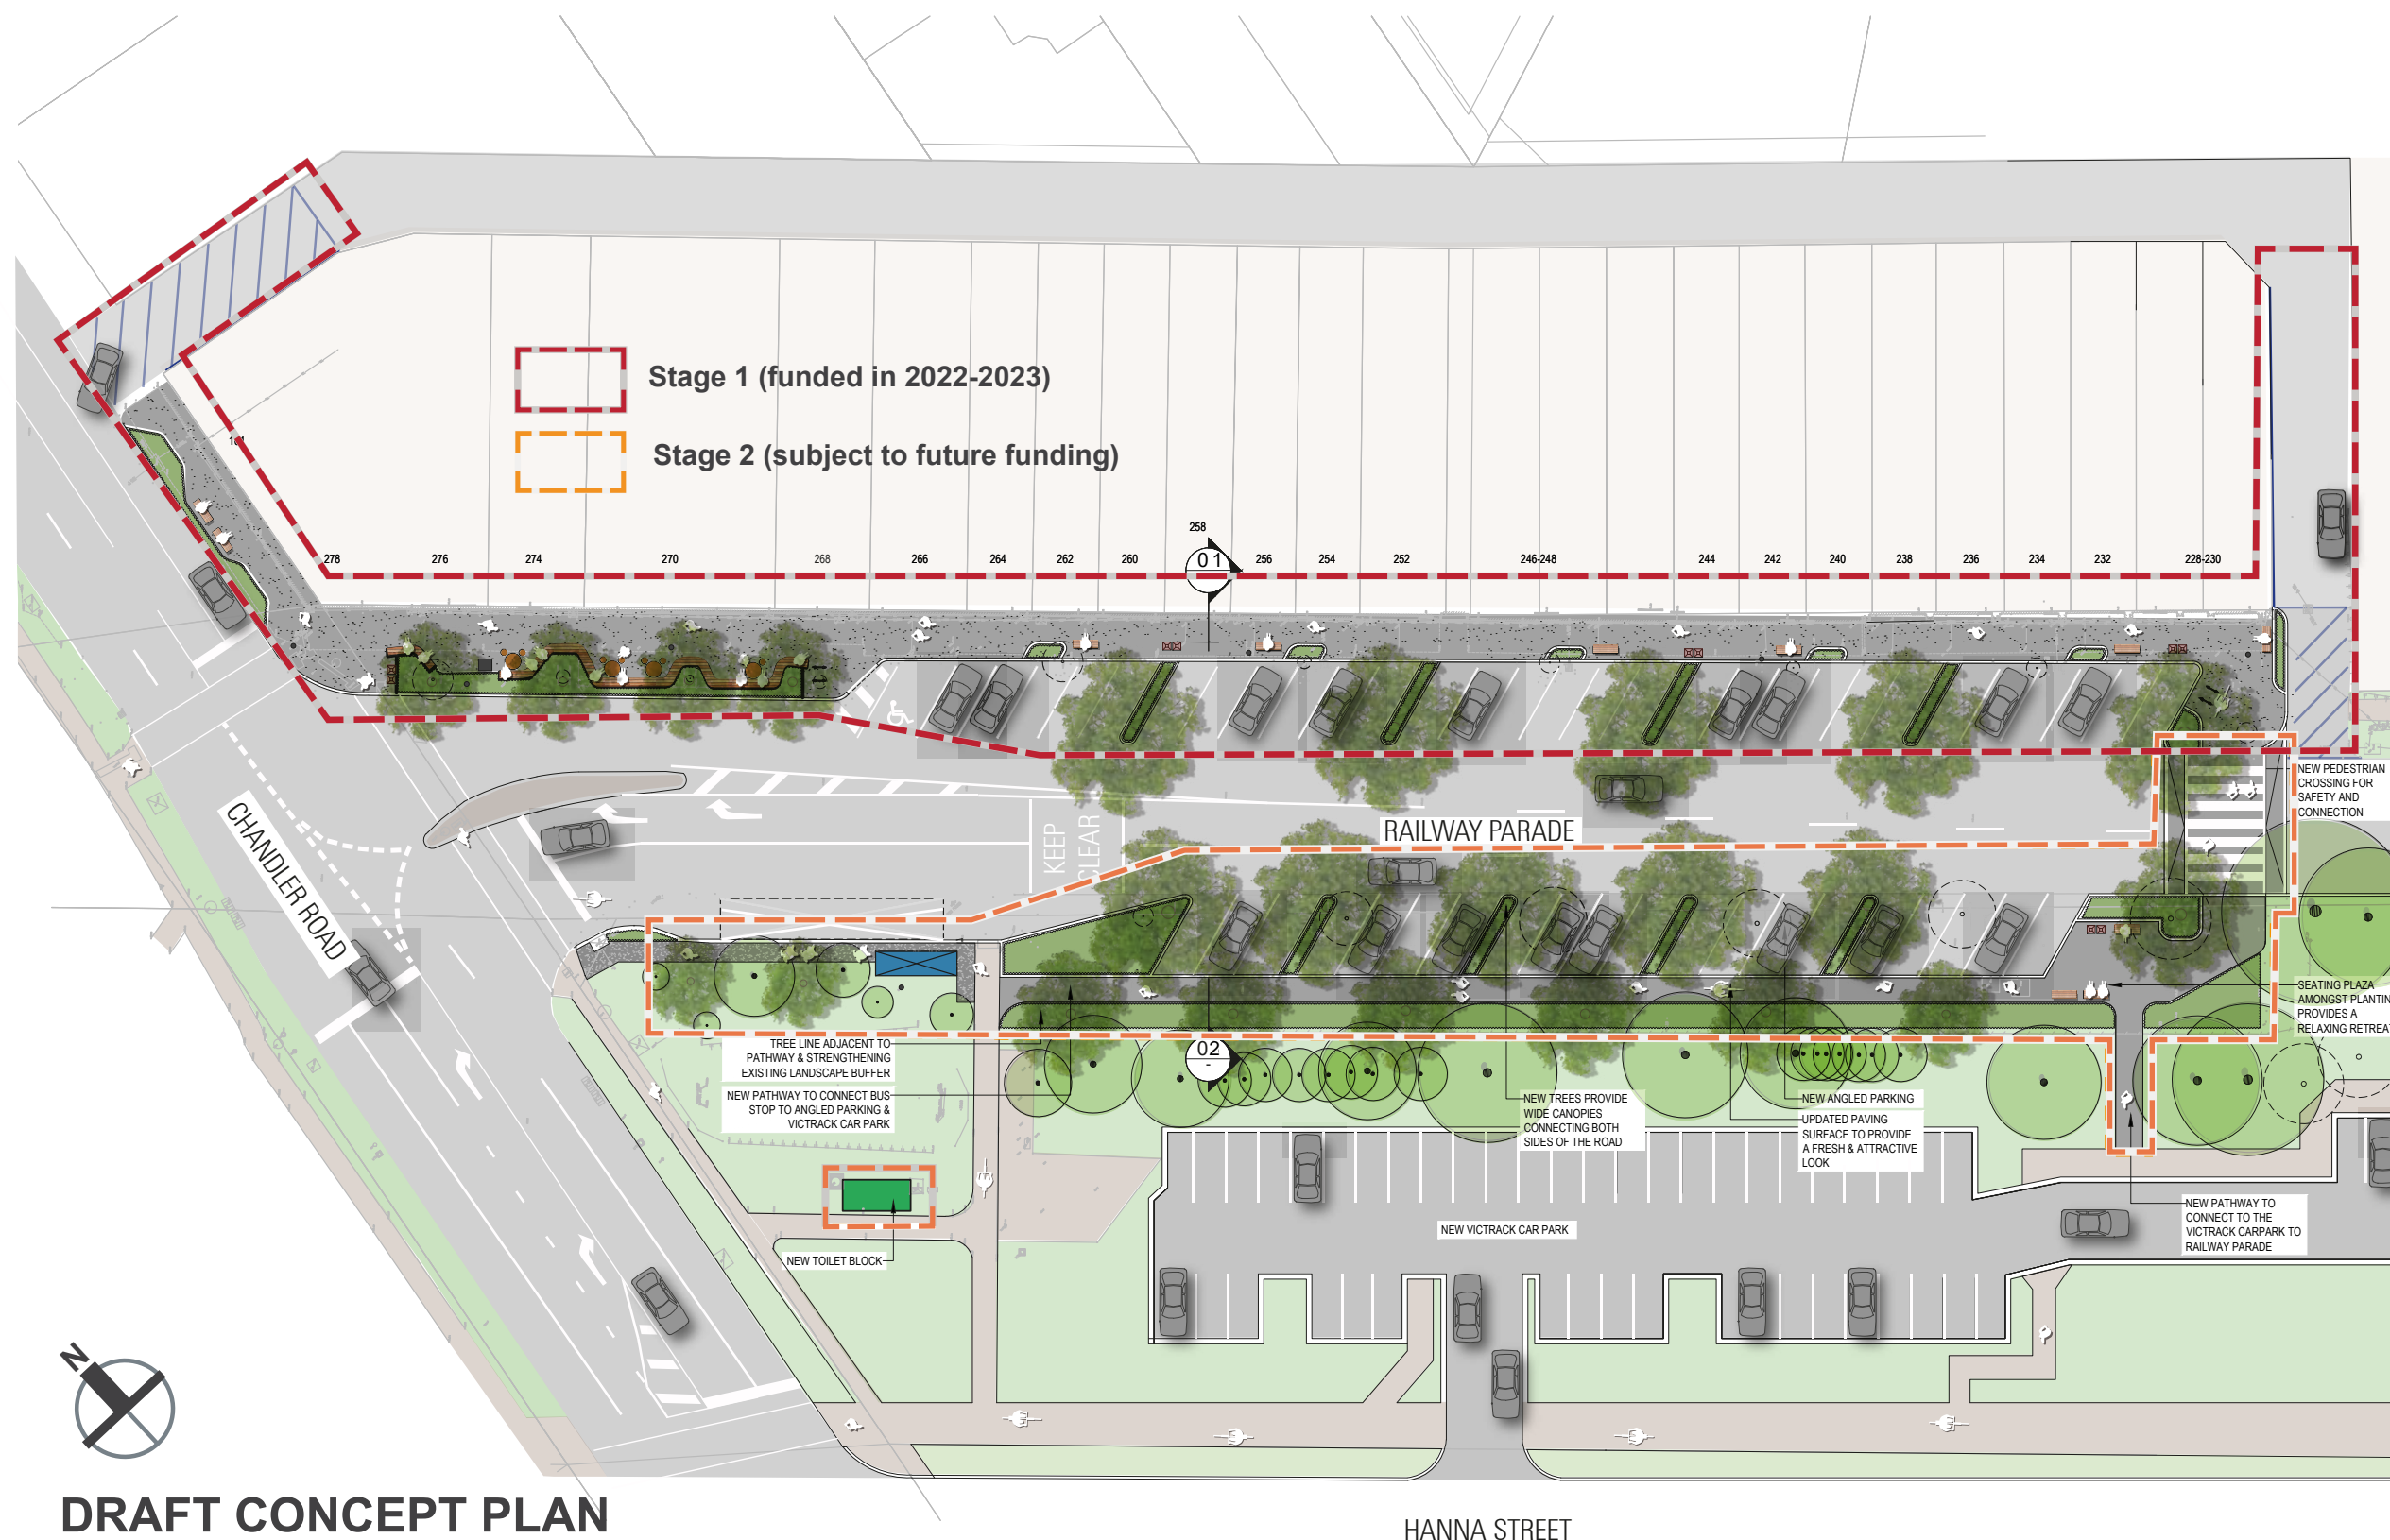 Stage 1 (funded in 2022-2023)
Stage 2 (subject to future funding)
258
01
278
276
274
270
268
266
264
262
260
256
254
252
246-248
244
242
240
238
236
234
232
228-230
NEW PEDESTRIAN
CROSSING FOR
SAFETY AND
CONNECTION
CHANDLER ROAD
KEEP
CLEAR
RAILWAY PARADE
SEATING PLAZA
AMONGST PLANTIN
PROVIDES A
RELAXING RETREAT
TREE LINE ADJACENT TO
PATHWAY & STRENGTHENING
EXISTING LANDSCAPE BUFFER
02
-
NEW PATHWAY TO CONNECT BUS
STOP TO ANGLED PARKING &
VICTRACK CAR PARK
NEW TREES PROVIDE
WIDE CANOPIES
CONNECTING BOTH
SIDES OF THE ROAD
NEW ANGLED PARKING
UPDATED PAVING
SURFACE TO PROVIDE
A FRESH & ATTRACTIVE
LOOK
NEW PATHWAY TO
CONNECT TO THE
VICTRACK CARPARK TO
RAILWAY PARADE
NEW VICTRACK CAR PARK
NEW TOILET BLOCK
N
DRAFT CONCEPT PLAN
HANNA STREET